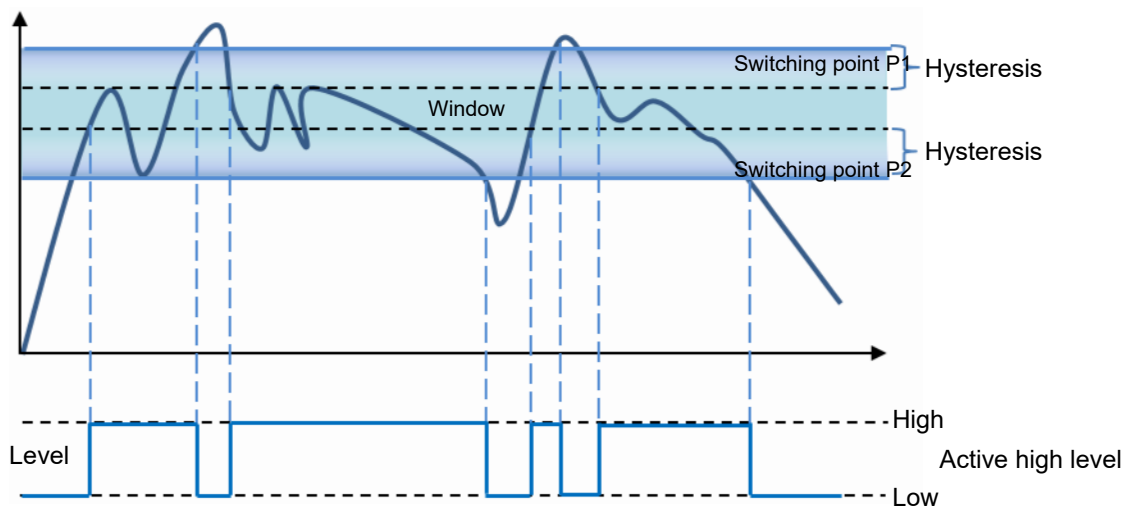 Switching point P1
Hysteresis
Window
Hysteresis
Switching point P2
High
Level
Active high level
Low